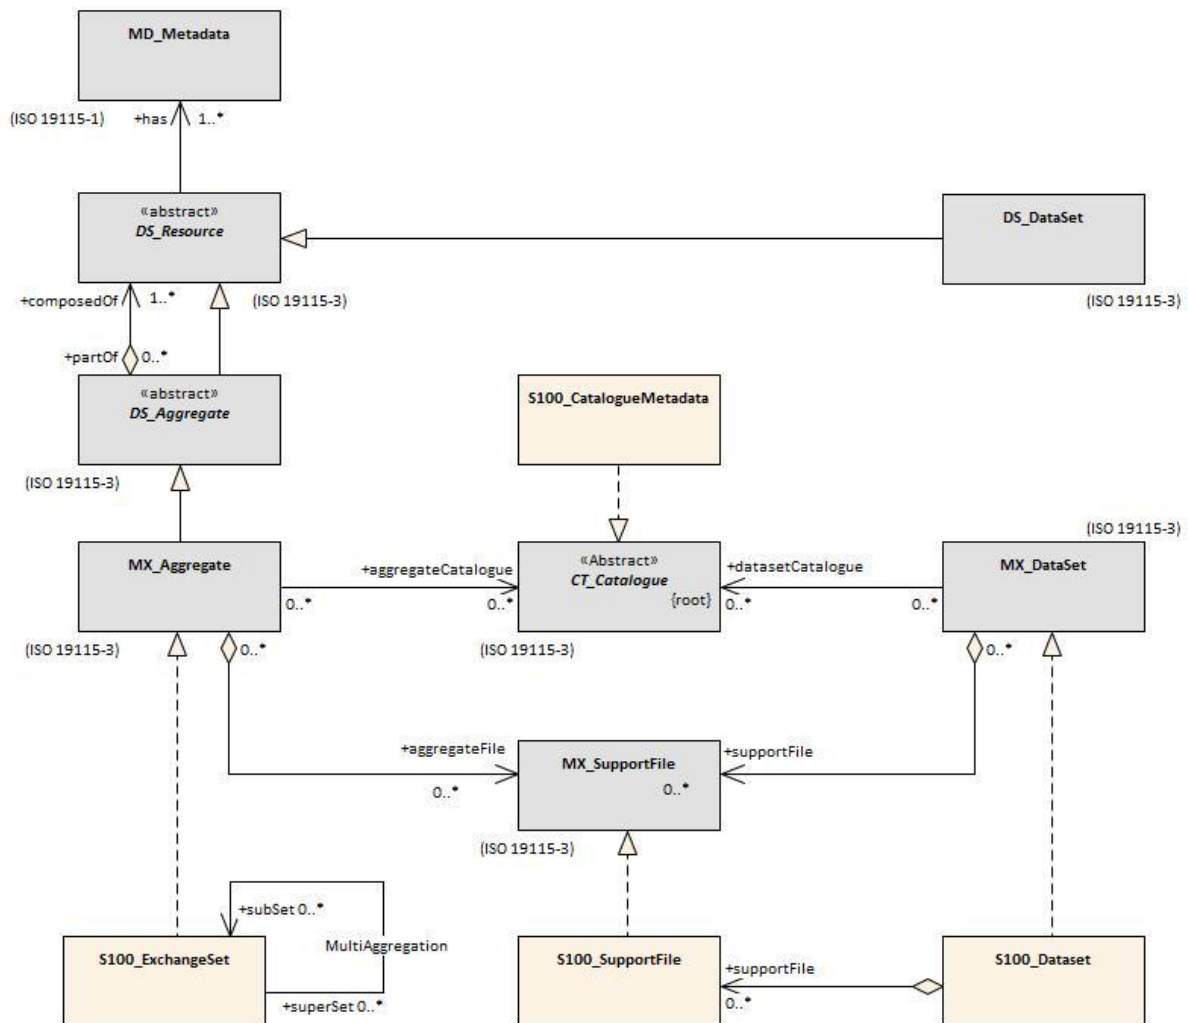 MD_Metadata
(ISO 19115-1)
+has
1..*
«abstract»
DS_Resource
DS_DataSet
+composedOf
1..*
(ISO 19115-3)
(ISO 19115-3)
+partOf
0..*
«abstract»
DS_Aggregate
S100_CatalogueMetadata
(ISO 19115-3)
(ISO 19115-3)
MX_Aggregate
+aggregateCatalogue
«Abstract»
CT_Catalogue
{root}
+datasetCatalogue
MX_DataSet
0..*
0..*
0..*
0..*
(ISO 19115-3)
0..*
(ISO 19115-3)
0..*
+aggregateFile
MX_SupportFile
+supportFile
0..*
0..*
(ISO 19115-3)
+subSet 0..*
MultiAggregation
S100_ExchangeSet
S100_SupportFile
+supportFile
S100_Dataset
+superSet 0..*
0..*